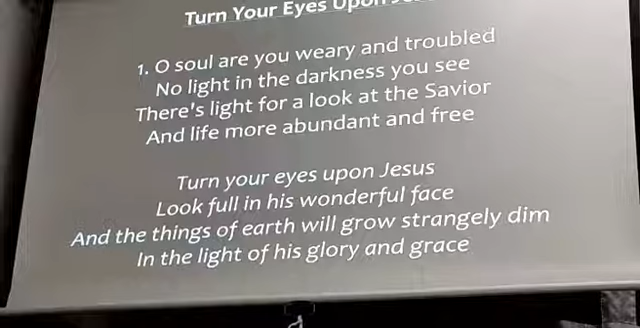 Turn Your Eyes Upon
1. O soul are you weary and troubled
No light in the darkness you see
There's light for a look at the Savior
And life more abundant and free
Turn your eyes upon Jesus
Look full in his wonderful face
And the things of earth will grow strangely dim
In the light of his glory and grace